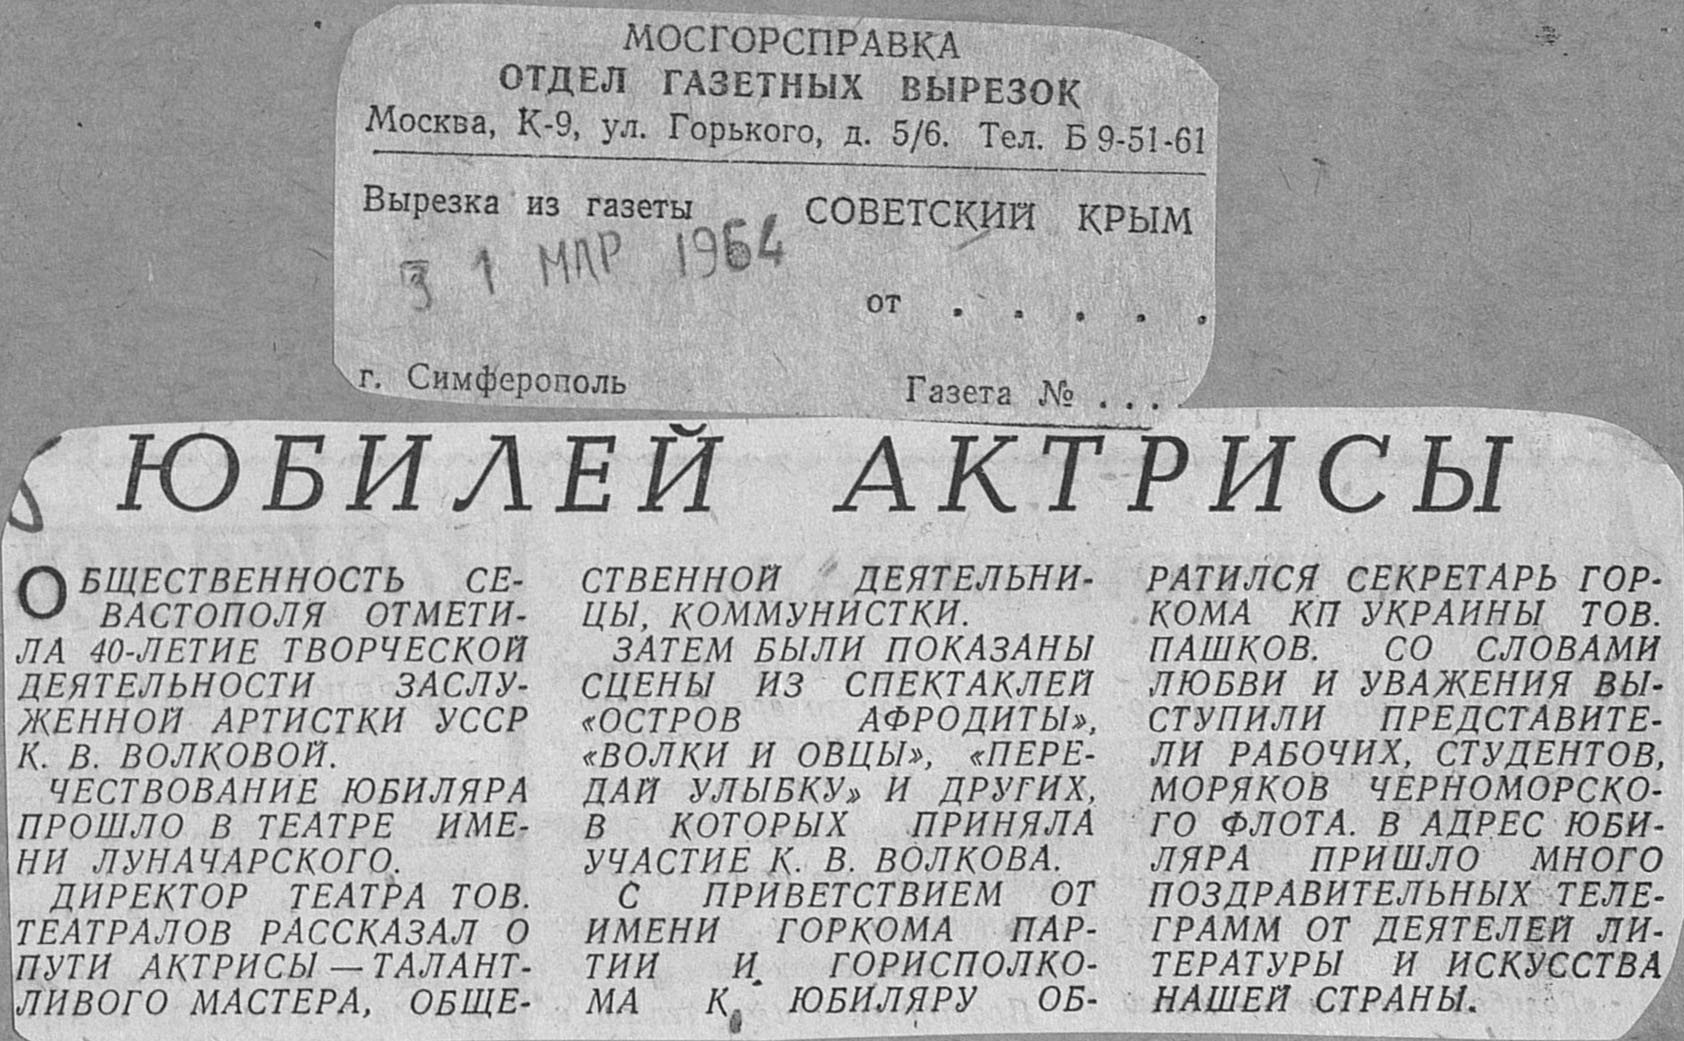 МОСГОРСПРАВКА
ОТДЕЛ ГАЗЕТНЫХ ВЫРЕЗОК
Москва, К-9, ул. Горького, д. 5/6. Тел. Б 9-51-61
Вырезка из газеты СОВЕТСКИЙ КРЫМ
3 1 МАР 1964
от . . . . .
г. Симферополь Газета № . . .
ЮБИЛЕЙ АКТРИСЫ
ОБЩЕСТВЕННОСТЬ СЕ-
ВАСТОПОЛЯ ОТМЕТИ-
ЛА 40-ЛЕТИЕ ТВОРЧЕСКОЙ
ДЕЯТЕЛЬНОСТИ ЗАСЛУ-
ЖЕННОЙ АРТИСТКИ УССР
К. В. ВОЛКОВОЙ.
ЧЕСТВОВАНИЕ ЮБИЛЯРА
ПРОШЛО В ТЕАТРЕ ИМЕ-
НИ ЛУНАЧАРСКОГО.
ДИРЕКТОР ТЕАТРА ТОВ.
ТЕАТРАЛОВ РАССКАЗАЛ О
ПУТИ АКТРИСЫ — ТАЛАНТ-
ЛИВОГО МАСТЕРА, ОБЩЕ-
СТВЕННОЙ ДЕЯТЕЛЬНИ-
ЦЫ, КОММУНИСТКИ.
ЗАТЕМ БЫЛИ ПОКАЗАНЫ
СЦЕНЫ ИЗ СПЕКТАКЛЕЙ
«ОСТРОВ АФРОДИТЫ»,
«ВОЛКИ И ОВЦЫ», «ПЕРЕ-
ДАЙ УЛЫБКУ» И ДРУГИХ,
В КОТОРЫХ ПРИНЯЛА
УЧАСТИЕ К. В. ВОЛКОВА.
С ПРИВЕТСТВИЕМ ОТ
ИМЕНИ ГОРКОМА ПАР-
ТИИ И ГОРИСПОЛКО-
МА К ЮБИЛЯРУ ОБ-
РАТИЛСЯ СЕКРЕТАРЬ ГОР-
КОМА КП УКРАИНЫ ТОВ.
ПАШКОВ. СО СЛОВАМИ
ЛЮБВИ И УВАЖЕНИЯ ВЫ-
СТУПИЛИ ПРЕДСТАВИТЕ-
ЛИ РАБОЧИХ, СТУДЕНТОВ,
МОРЯКОВ ЧЕРНОМОРСКО-
ГО ФЛОТА. В АДРЕС ЮБИ-
ЛЯРА ПРИШЛО МНОГО
ПОЗДРАВИТЕЛЬНЫХ ТЕЛЕ-
ГРАММ ОТ ДЕЯТЕЛЕЙ ЛИ-
ТЕРАТУРЫ И ИСКУССТВА
НАШЕЙ СТРАНЫ.